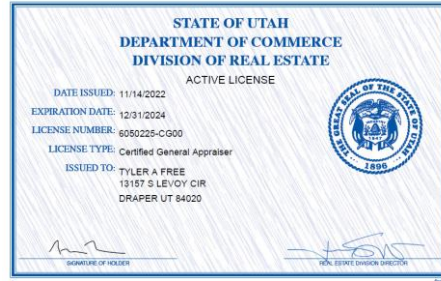 STATE OF UTAH
DEPARTMENT OF COMMERCE
DIVISION OF REAL ESTATE
ACTIVE LICENSE
DATE ISSUED: 11/14/2022
EXPIRATION DATE: 12/31/2024
LICENSE NUMBER: 6050225-CG00
LICENSE TYPE: Certified General Appraiser
ISSUED TO: TYLER A FREE
13157 S LEVOY CIR
DRAPER UT 84020
THE GREAT SEAL OF THE STATE OF UTAH
1847
1896
SIGNATURE OF HOLDER
REAL ESTATE DIVISION DIRECTOR